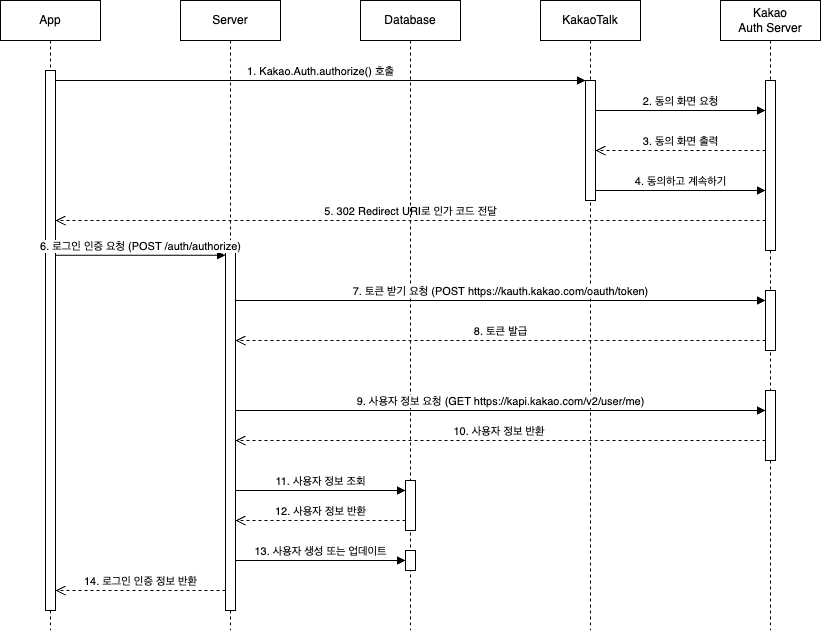 App
Server
Database
KakaoTalk
Kakao
Auth Server
1. Kakao.Auth.authorize() 호출
2. 동의 화면 요청
3. 동의 화면 출력
4. 동의하고 계속하기
5. 302 Redirect URI로 인가 코드 전달
6. 로그인 인증 요청 (POST /auth/authorize)
7. 토큰 받기 요청 (POST https://kauth.kakao.com/oauth/token)
8. 토큰 발급
9. 사용자 정보 요청 (GET https://kapi.kakao.com/v2/user/me)
10. 사용자 정보 반환
11. 사용자 정보 조회
12. 사용자 정보 반환
13. 사용자 생성 또는 업데이트
14. 로그인 인증 정보 반환